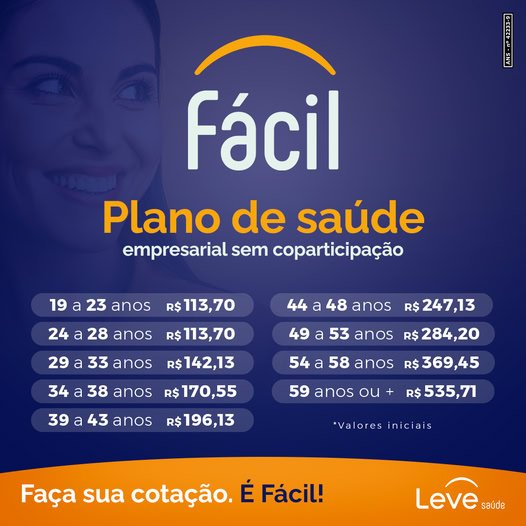 ANS - nº 42233-9
Fácil
Plano de saúde
empresarial sem coparticipação
19 a 23 anos R$113,70
24 a 28 anos R$113,70
29 a 33 anos R$142,13
34 a 38 anos R$170,55
39 a 43 anos R$196,13
44 a 48 anos R$247,13
49 a 53 anos R$284,20
54 a 58 anos R$369,45
59 anos ou + R$535,71
*Valores iniciais
Faça sua cotação. É Fácil!
Leve saúde